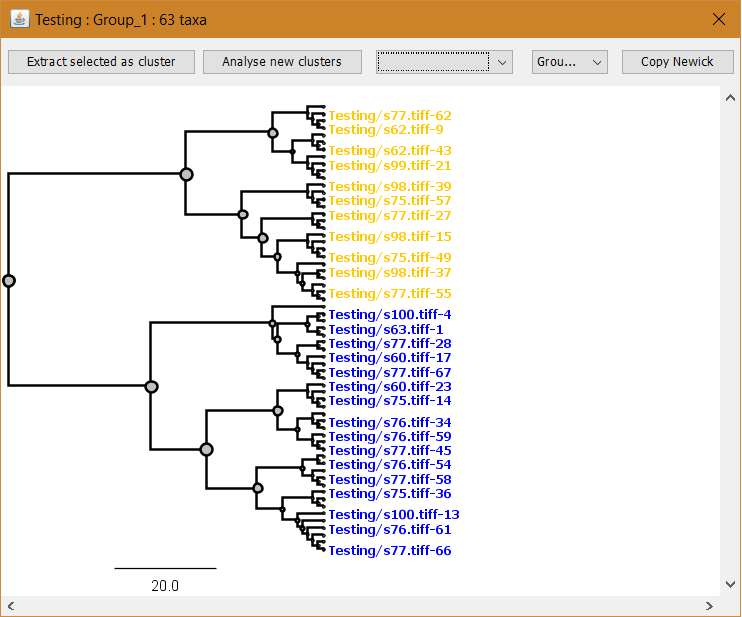 Testing : Group_1 : 63 taxa
Extract selected as cluster
Analyse new clusters
Grou...
Copy Newick
Testing/s77.tiff-62
Testing/s62.tiff-9
Testing/s62.tiff-43
Testing/s99.tiff-21
Testing/s98.tiff-39
Testing/s75.tiff-57
Testing/s77.tiff-27
Testing/s98.tiff-15
Testing/s75.tiff-49
Testing/s98.tiff-37
Testing/s77.tiff-55
Testing/s100.tiff-4
Testing/s63.tiff-1
Testing/s77.tiff-28
Testing/s60.tiff-17
Testing/s77.tiff-67
Testing/s60.tiff-23
Testing/s75.tiff-14
Testing/s76.tiff-34
Testing/s76.tiff-59
Testing/s77.tiff-45
Testing/s76.tiff-54
Testing/s77.tiff-58
Testing/s75.tiff-36
Testing/s100.tiff-13
Testing/s76.tiff-61
Testing/s77.tiff-66
20.0